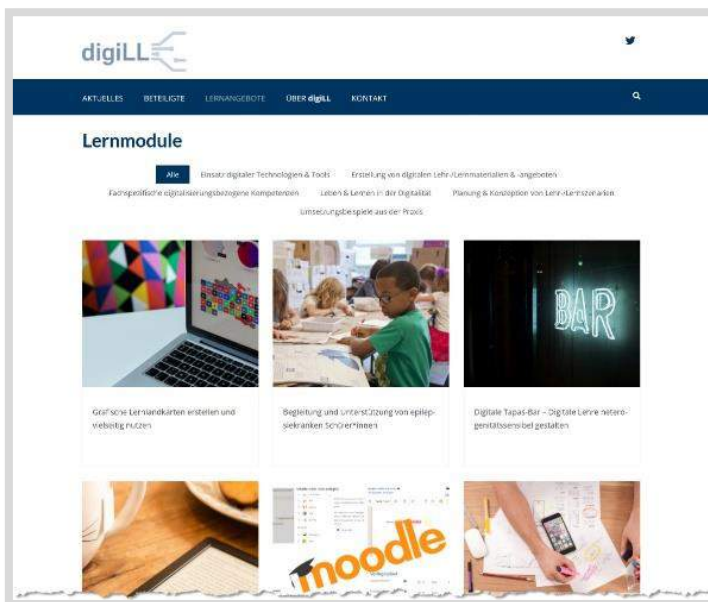 digiLL
AKTUELLES BETEILIGTE LERNANGEBOTE ÜBER digiLL KONTAKT
Lernmodule
Alle Einsatz digitaler Technologien & Tools Erstellung von digitalen Lehr-/Lernmaterialien & -angeboten
Fachspezifische digitalisierungsbezogene Kompetenzen Leben & Lernen in der Digitalität Planung & Konzeption von Lehr-/Lernszenarien
Umsetzungsbeispiele aus der Praxis
BAR
Grafische Lernlandkarten erstellen und
vielseitig nutzen
Begleitung und Unterstützung von epilep-
siekranken Schüler*innen
Digitale Tapas-Bar – Digitale Lehre hetero-
genitätssensibel gestalten
moodle